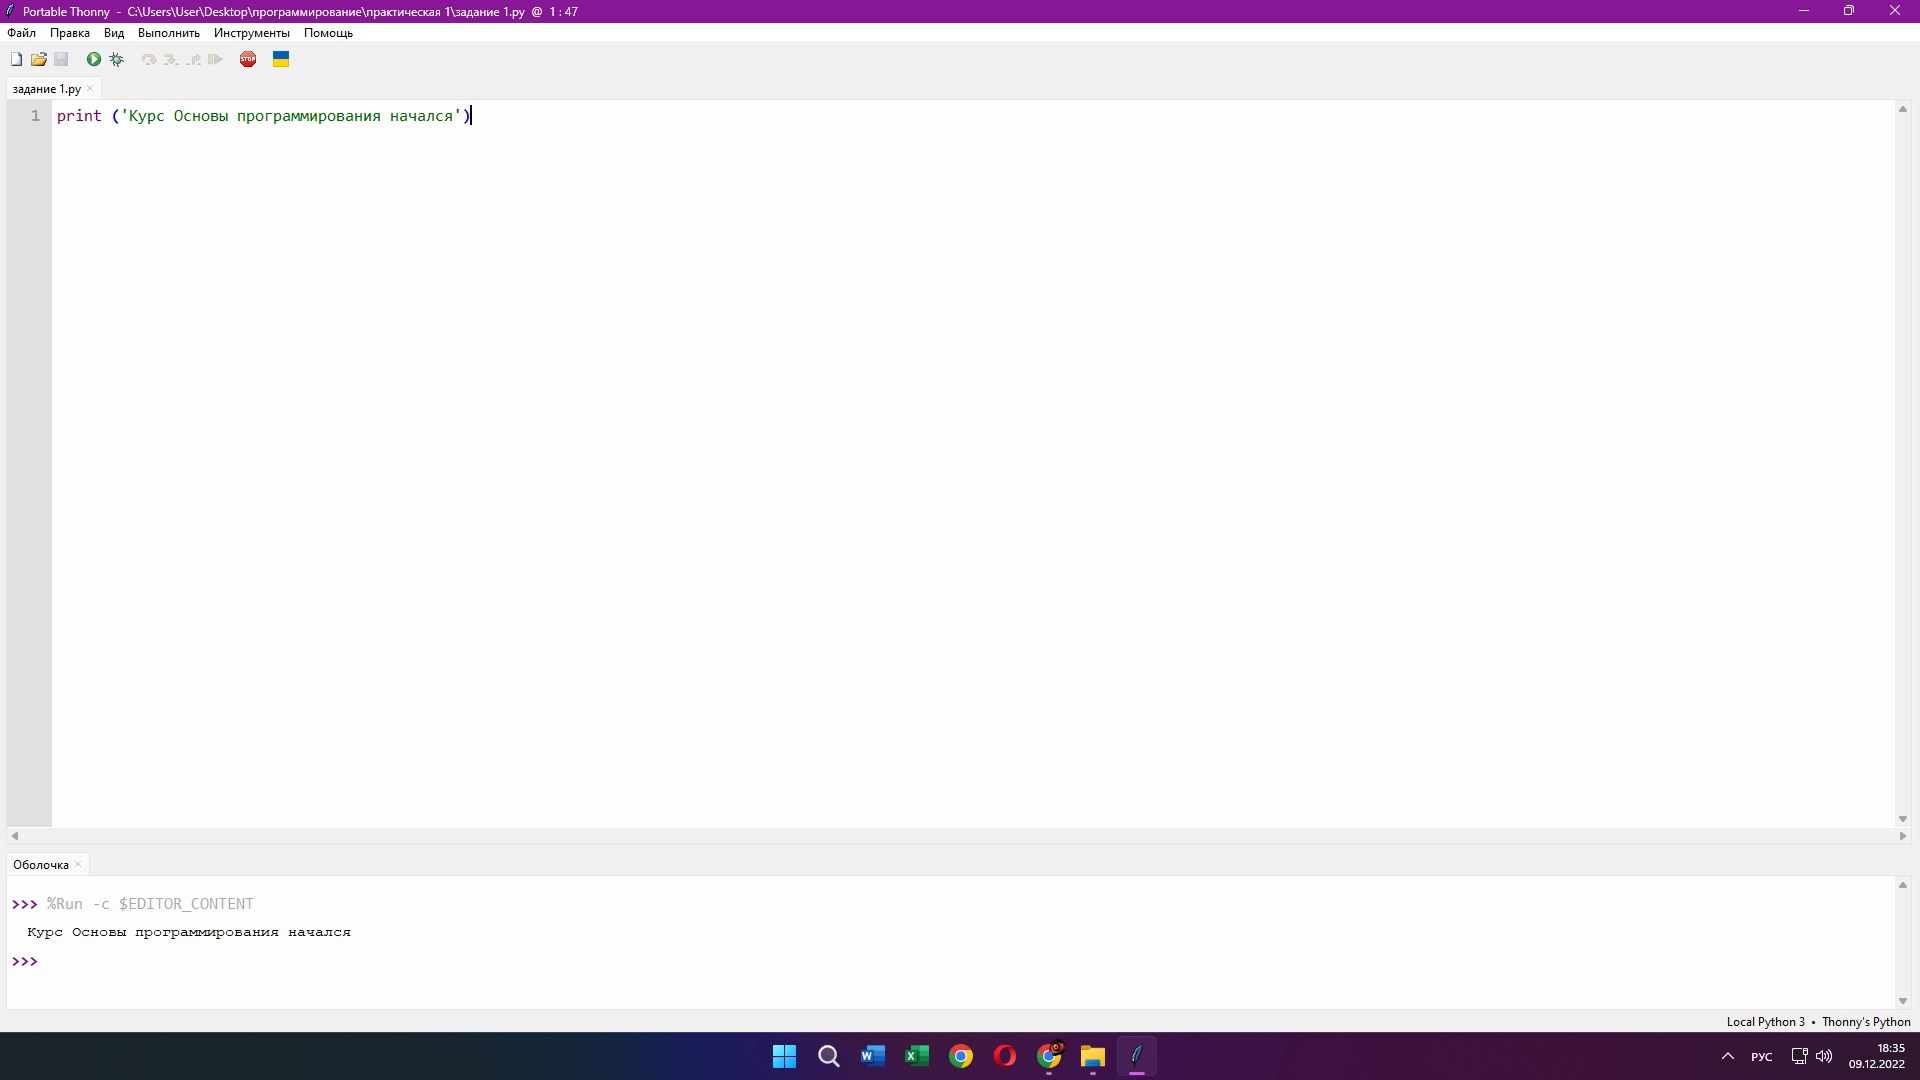 Portable Thonny - C:\Users\User\Desktop\программирование\практическая 1\задание 1.py @ 1 : 47
Файл Правка Вид Выполнить Инструменты Помощь
STOP
задание 1.py ×
1 print ('Курс Основы программирования начался')
Оболочка ×
>>> %Run -c $EDITOR_CONTENT
Курс Основы программирования начался
>>>
Local Python 3 • Thonny's Python
РУС
18:35
09.12.2022